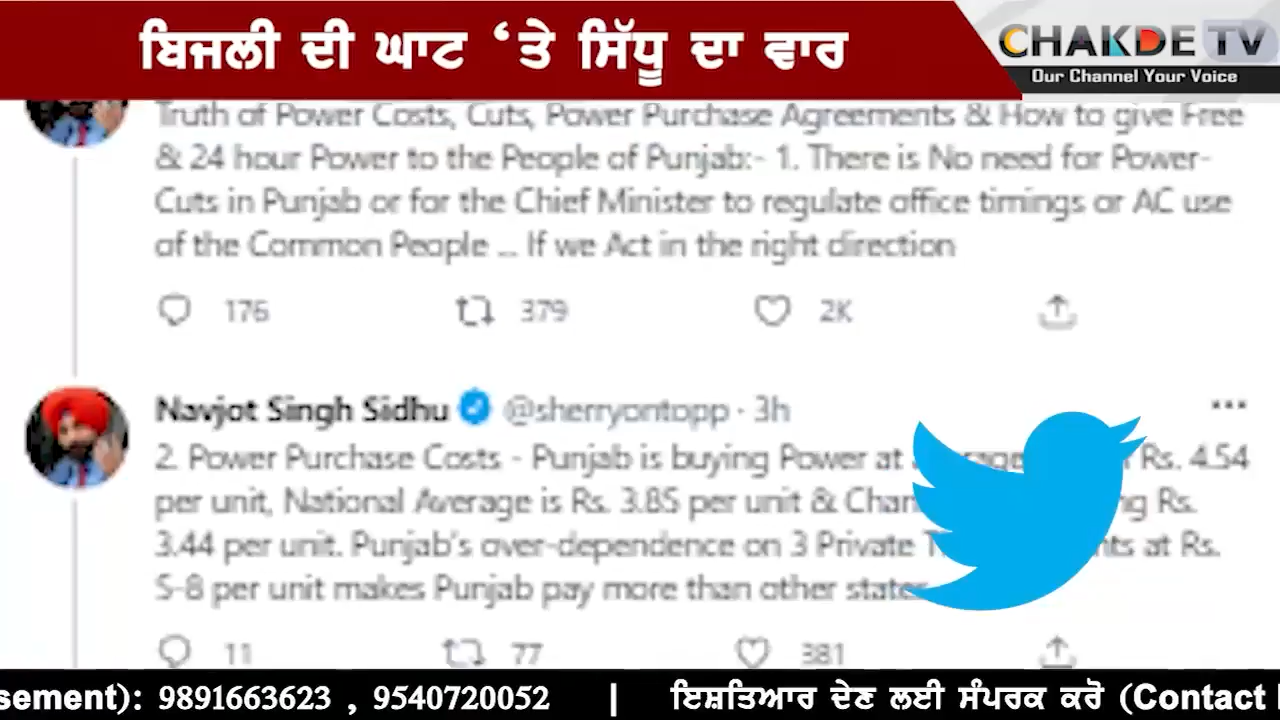 ਬਿਜਲੀ ਦੀ ਘਾਟ ‘ਤੇ ਸਿੱਧੂ ਦਾ ਵਾਰ
CHAKDE TV
Our Channel Your Voice
Truth of Power Costs, Cuts, Power Purchase Agreements & How to give Free
& 24 hour Power to the People of Punjab:- 1. There is No need for Power-
Cuts in Punjab or for the Chief Minister to regulate office timings or AC use
of the Common People ... If we Act in the right direction
176 379 2K
Navjot Singh Sidhu @sherryontopp · 3h
2. Power Purchase Costs - Punjab is buying Power at Rs. 4.54
per unit, National Average is Rs. 3.85 per unit & Rs.
3.44 per unit. Punjab's over-dependence on 3 Private at Rs.
5-8 per unit makes Punjab pay more than other states
11 77 381
sement): 9891663623 , 9540720052 | ਇਸ਼ਤਿਆਰ ਦੇਣ ਲਈ ਸੰਪਰਕ ਕਰੋ (Contact